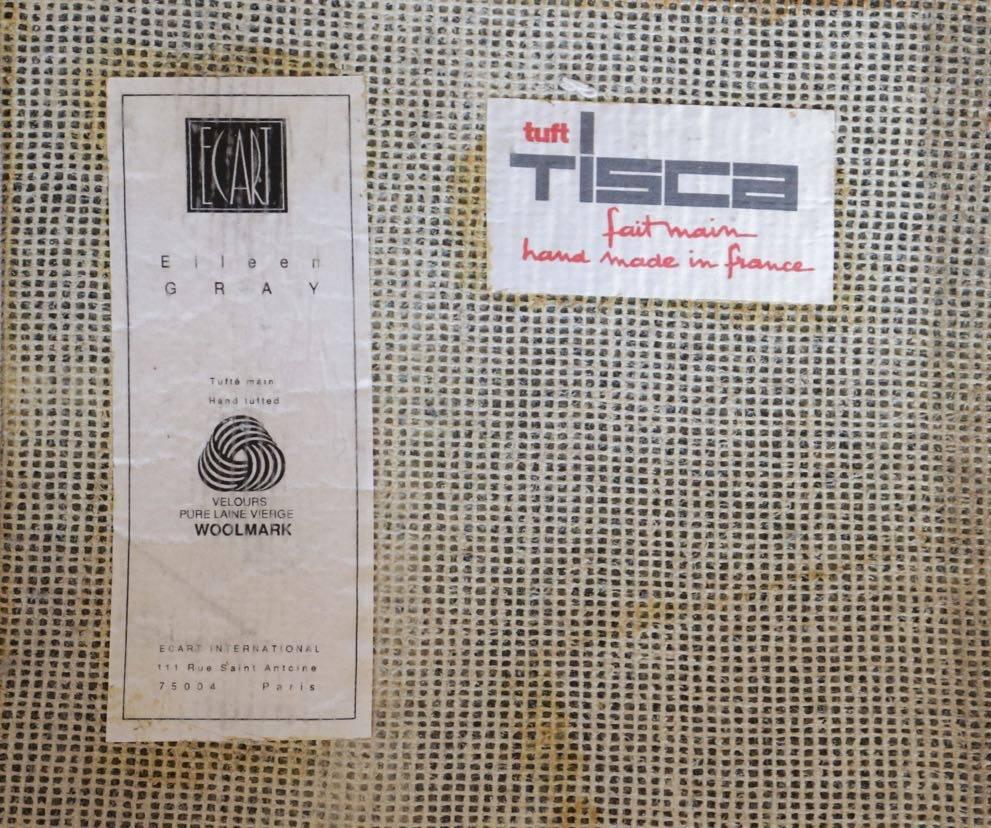 ECART
Eileen
GRAY
Tufté main
Hand tufted
VELOURS
PURE LAINE VIERGE
WOOLMARK
ECART INTERNATIONAL
111 Rue Saint Antoine
75004 Paris
tuft
Tisca
fait main
hand made in france